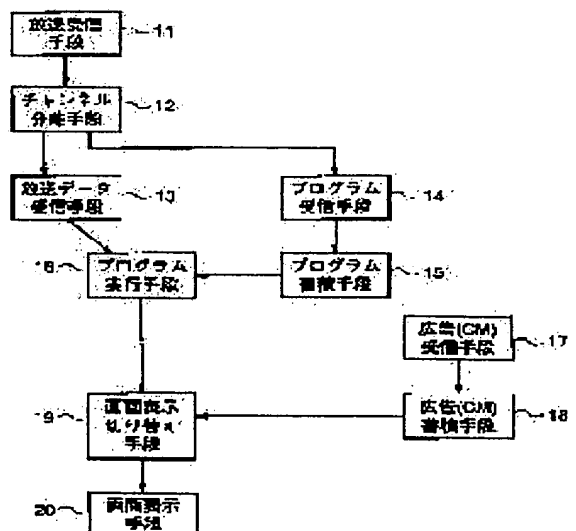 放送受信
手段
11
チャンネル
分離手段
12
放送データ
受信手段
13
プログラム
受信手段
14
16
プログラム
実行手段
プログラム
蓄積手段
15
広告(CM)
受信手段
17
19
画面表示
切り替え
手段
広告(CM)
蓄積手段
18
20
画面表示
手段